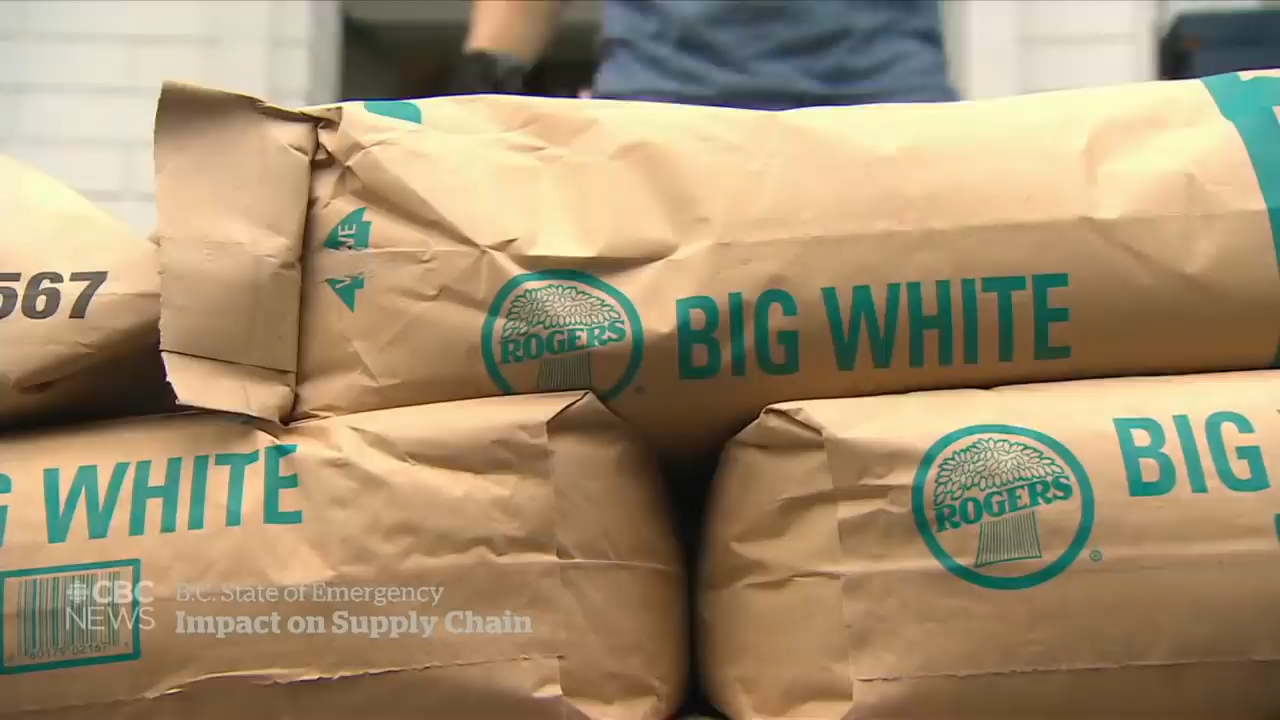 567
ROGERS
®
BIG WHITE
WHITE
ROGERS
®
BIG
CBC
NEWS
B.C. State of Emergency
Impact on Supply Chain